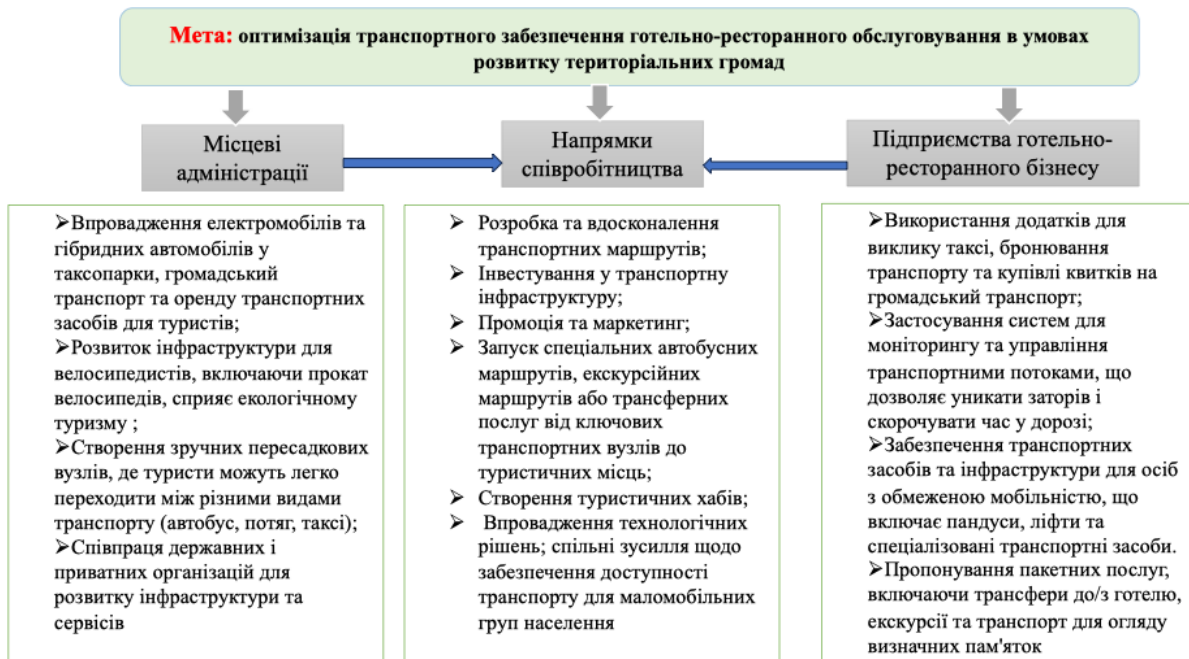 Мета: оптимізація транспортного забезпечення готельно-ресторанного обслуговування в умовах
розвитку територіальних громад
Місцеві
адміністрації
Напрямки
співробітництва
Підприємства готельно-
ресторанного бізнесу
➢Впровадження електромобілів та
гібридних автомобілів у
таксопарки, громадський
транспорт та оренду транспортних
засобів для туристів;
➢Розвиток інфраструктури для
велосипедистів, включаючи прокат
велосипедів, сприяє екологічному
туризму ;
➢Створення зручних пересадкових
вузлів, де туристи можуть легко
переходити між різними видами
транспорту (автобус, потяг, таксі);
➢Співпраця державних і
приватних організацій для
розвитку інфраструктури та
сервісів
➢ Розробка та вдосконалення
транспортних маршрутів;
➢ Інвестування у транспортну
інфраструктуру;
➢ Промоція та маркетинг;
➢ Запуск спеціальних автобусних
маршрутів, екскурсійних
маршрутів або трансферних
послуг від ключових
транспортних вузлів до
туристичних місць;
➢ Створення туристичних хабів;
➢ Впровадження технологічних
рішень; спільні зусилля щодо
забезпечення доступності
транспорту для маломобільних
груп населення
➢Використання додатків для
виклику таксі, бронювання
транспорту та купівлі квитків на
громадський транспорт;
➢Застосування систем для
моніторингу та управління
транспортними потоками, що
дозволяє уникати заторів і
скорочувати час у дорозі;
➢Забезпечення транспортних
засобів та інфраструктури для осіб
з обмеженою мобільністю, що
включає пандуси, ліфти та
спеціалізовані транспортні засоби.
➢Пропонування пакетних послуг,
включаючи трансфери до/з готелю,
екскурсії та транспорт для огляду
визначних пам'яток